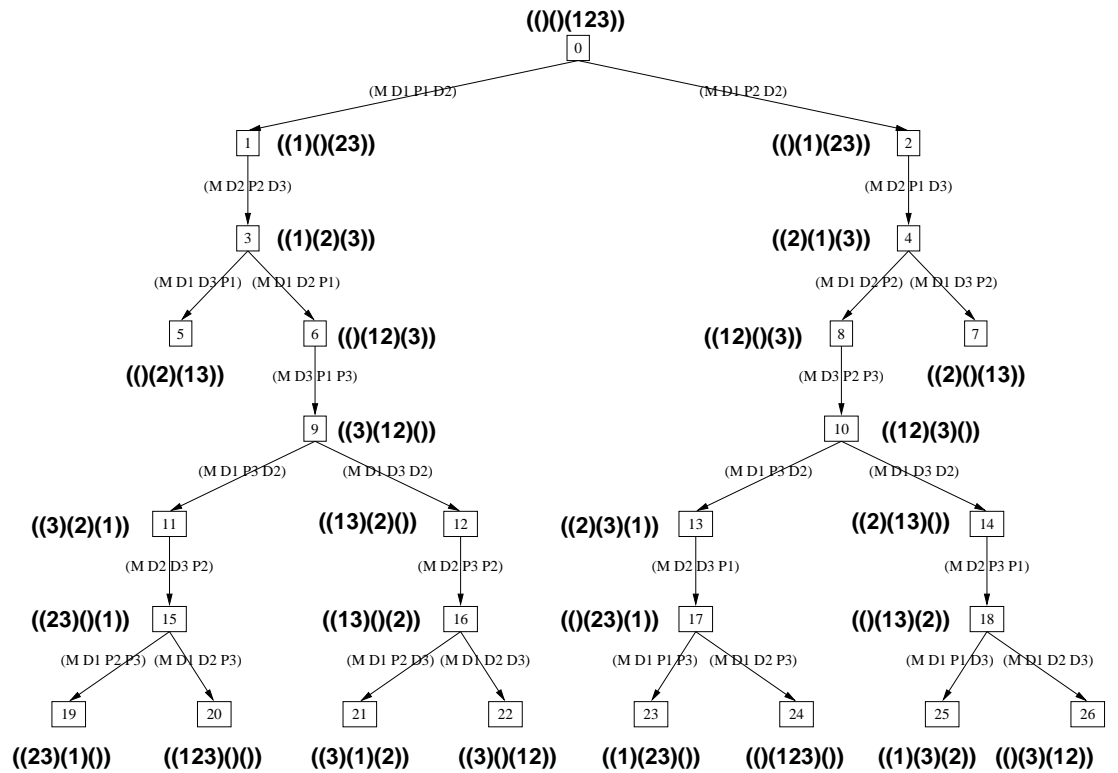 (()()(123))
0
(M D1 P1 D2) (M D1 P2 D2)
1 ((1)()(23)) 2 (()(1)(23))
(M D2 P2 D3) (M D2 P1 D3)
3 ((1)(2)(3)) ((2)(1)(3)) 4
(M D1 D3 P1) (M D1 D2 P1) (M D1 D2 P2) (M D1 D3 P2)
5 6 (()(12)(3)) ((12)()(3)) 8 7
(()(2)(13)) ((2)()(13))
(M D3 P1 P3) (M D3 P2 P3)
9 ((3)(12)()) 10 ((12)(3)())
(M D1 P3 D2) (M D1 D3 D2) (M D1 P3 D2) (M D1 D3 D2)
((3)(2)(1)) 11 ((13)(2)()) 12 ((2)(3)(1)) 13 ((2)(13)()) 14
(M D2 D3 P2) (M D2 P3 P2) (M D2 D3 P1) (M D2 P3 P1)
((23)()(1)) 15 ((13)()(2)) 16 (()(23)(1)) 17 (()(13)(2)) 18
(M D1 P2 P3) (M D1 D2 P3) (M D1 P2 D3) (M D1 D2 D3) (M D1 P1 P3) (M D1 D2 P3) (M D1 P1 D3) (M D1 D2 D3)
19 20 21 22 23 24 25 26
((23)(1)()) ((123)()()) ((3)(1)(2)) ((3)()(12)) ((1)(23)()) (()(123)()) ((1)(3)(2)) (()(3)(12))